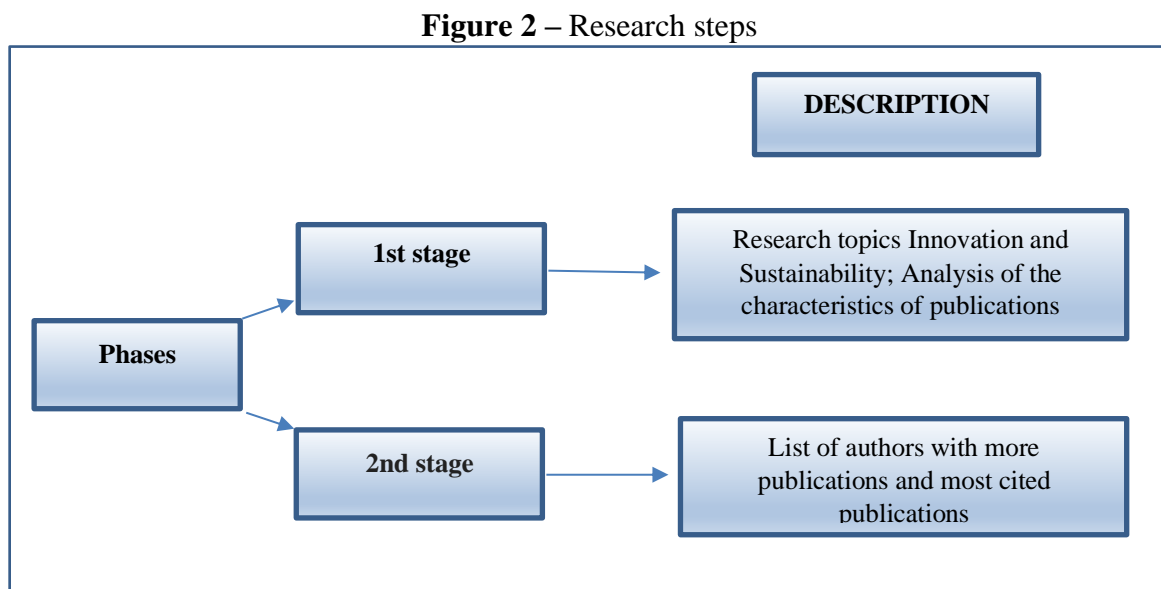 Figure 2 – Research steps
DESCRIPTION
1st stage
Research topics Innovation and
Sustainability; Analysis of the
characteristics of publications
Phases
2nd stage
List of authors with more
publications and most cited
publications